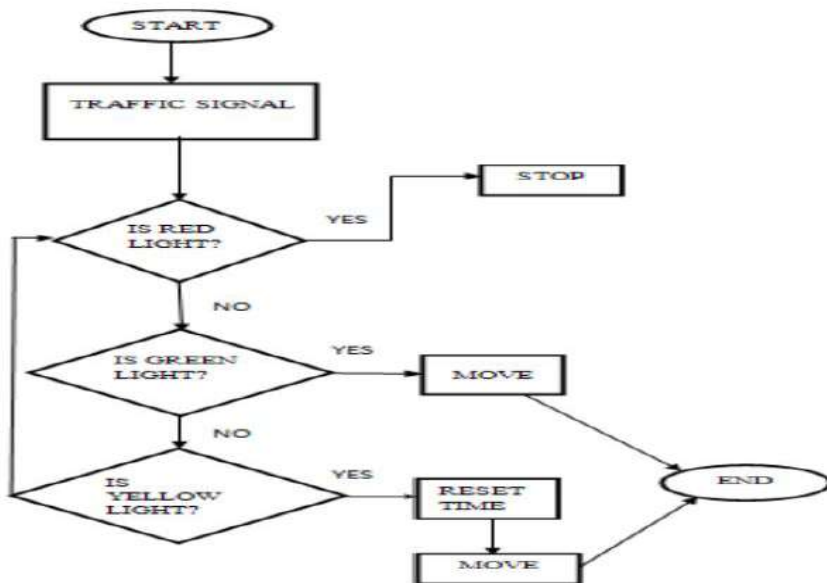 START
TRAFFIC SIGNAL
STOP
YES
IS RED
LIGHT?
NO
YES
IS GREEN
LIGHT?
MOVE
NO
YES
IS
YELLOW
LIGHT?
RESET
TIME
END
MOVE